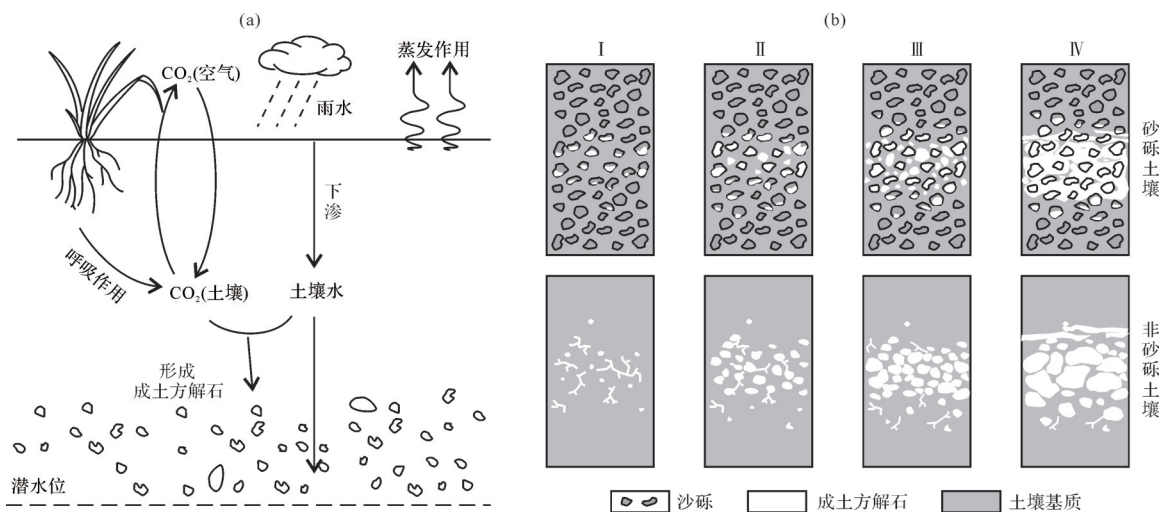 (a)
CO₂(空气)
雨水
蒸发作用
下渗
呼吸作用
CO₂(土壤)
土壤水
形成
成土方解石
潜水位
(b)
Ⅰ Ⅱ Ⅲ Ⅳ
砂砾土壤
非砂砾土壤
沙砾 成土方解石 土壤基质